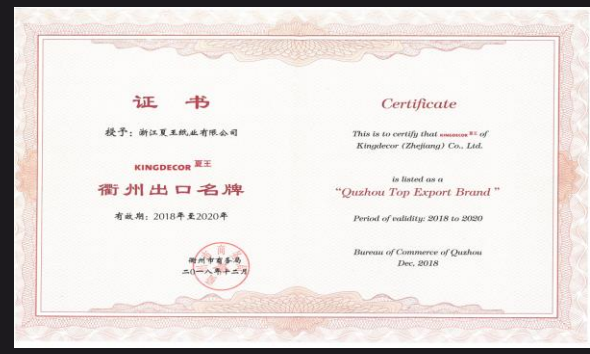 证 书
授予：浙江夏王纸业有限公司
KINGDECOR 夏王
衢州出口名牌
有效期：2018年至2020年
衢州市商务局
二〇一八年十二月
Certificate
This is to certify that KINGDECOR 夏王 of
Kingdecor (Zhejiang) Co., Ltd.
is listed as a
“Quzhou Top Export Brand ”
Period of validity: 2018 to 2020
Bureau of Commerce of Quzhou
Dec, 2018